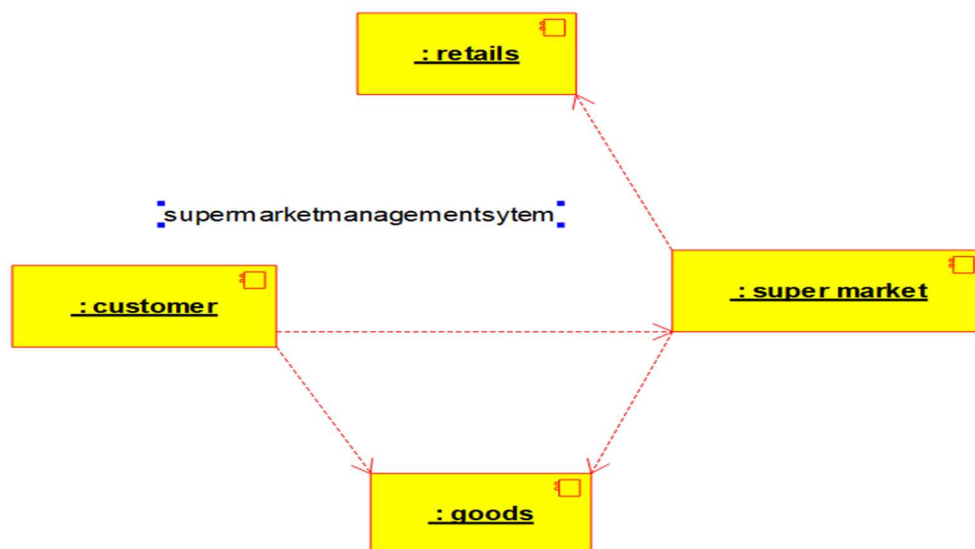 : retails
supermarketmanagementsytem
: customer
: super market
: goods